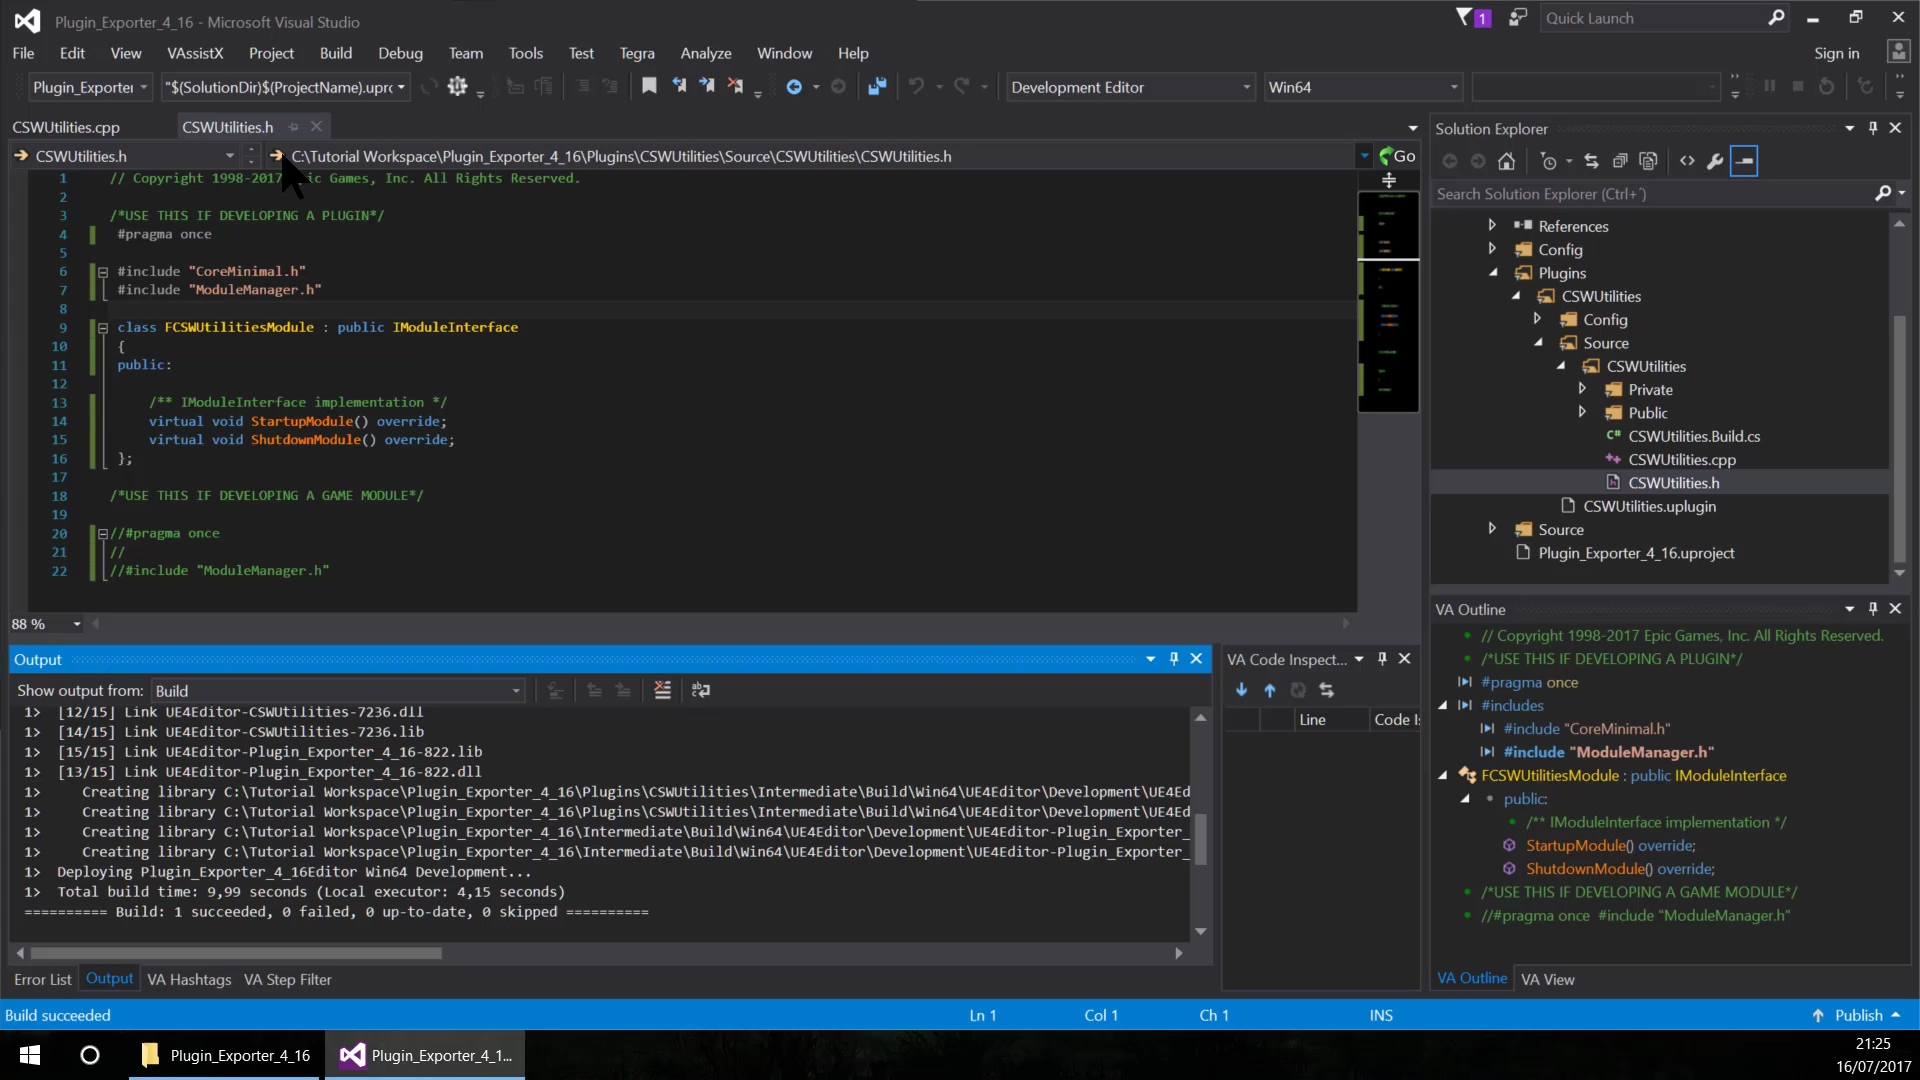 Plugin_Exporter_4_16 - Microsoft Visual Studio
1
Quick Launch
File Edit View VAssistX Project Build Debug Team Tools Test Tegra Analyze Window Help
Sign in
Plugin_Exporter
"$(SolutionDir)$(ProjectName).uprc
Development Editor
Win64
CSWUtilities.cpp
CSWUtilities.h
CSWUtilities.h
C:\Tutorial Workspace\Plugin_Exporter_4_16\Plugins\CSWUtilities\Source\CSWUtilities\CSWUtilities.h
Go
1 // Copyright 1998-2017 Epic Games, Inc. All Rights Reserved.
2
3 /*USE THIS IF DEVELOPING A PLUGIN*/
4 #pragma once
5
6 #include "CoreMinimal.h"
7 #include "ModuleManager.h"
8
9 class FCSWUtilitiesModule : public IModuleInterface
10 {
11 public:
12
13 /** IModuleInterface implementation */
14 virtual void StartupModule() override;
15 virtual void ShutdownModule() override;
16 };
17
18 /*USE THIS IF DEVELOPING A GAME MODULE*/
19
20 //#pragma once
21 //
22 //#include "ModuleManager.h"
88 %
Output
Show output from: Build
1> [12/15] Link UE4Editor-CSWUtilities-7236.dll
1> [14/15] Link UE4Editor-CSWUtilities-7236.lib
1> [15/15] Link UE4Editor-Plugin_Exporter_4_16-822.lib
1> [13/15] Link UE4Editor-Plugin_Exporter_4_16-822.dll
1> Creating library C:\Tutorial Workspace\Plugin_Exporter_4_16\Plugins\CSWUtilities\Intermediate\Build\Win64\UE4Editor\Development\UE4Ed
1> Creating library C:\Tutorial Workspace\Plugin_Exporter_4_16\Plugins\CSWUtilities\Intermediate\Build\Win64\UE4Editor\Development\UE4Ed
1> Creating library C:\Tutorial Workspace\Plugin_Exporter_4_16\Intermediate\Build\Win64\UE4Editor\Development\UE4Editor-Plugin_Exporter_
1> Creating library C:\Tutorial Workspace\Plugin_Exporter_4_16\Intermediate\Build\Win64\UE4Editor\Development\UE4Editor-Plugin_Exporter_
1> Deploying Plugin_Exporter_4_16Editor Win64 Development...
1> Total build time: 9,99 seconds (Local executor: 4,15 seconds)
========== Build: 1 succeeded, 0 failed, 0 up-to-date, 0 skipped ==========
Error List Output VA Hashtags VA Step Filter
VA Code Inspect...
Line Code I
Solution Explorer
Search Solution Explorer (Ctrl+´)
References
Config
Plugins
CSWUtilities
Config
Source
CSWUtilities
Private
Public
CSWUtilities.Build.cs
CSWUtilities.cpp
CSWUtilities.h
CSWUtilities.uplugin
Source
Plugin_Exporter_4_16.uproject
VA Outline
// Copyright 1998-2017 Epic Games, Inc. All Rights Reserved.
/*USE THIS IF DEVELOPING A PLUGIN*/
#pragma once
#includes
#include "CoreMinimal.h"
#include "ModuleManager.h"
FCSWUtilitiesModule : public IModuleInterface
public:
/** IModuleInterface implementation */
StartupModule() override;
ShutdownModule() override;
/*USE THIS IF DEVELOPING A GAME MODULE*/
//#pragma once #include "ModuleManager.h"
VA Outline VA View
Build succeeded
Ln 1
Col 1
Ch 1
INS
Publish
Plugin_Exporter_4_16
Plugin_Exporter_4_1...
21:25
16/07/2017